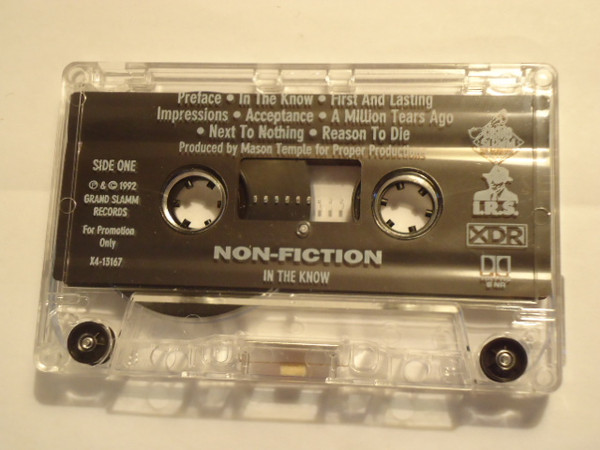 Preface • In The Know • First And Lasting
Impressions • Acceptance • A Million Tears Ago
• Next To Nothing • Reason To Die
Produced by Mason Temple for Proper Productions
SIDE ONE
℗ & © 1992
GRAND SLAMM
RECORDS
For Promotion
Only
X4-13167
I.R.S.
XDR
NON-FICTION
IN THE KNOW